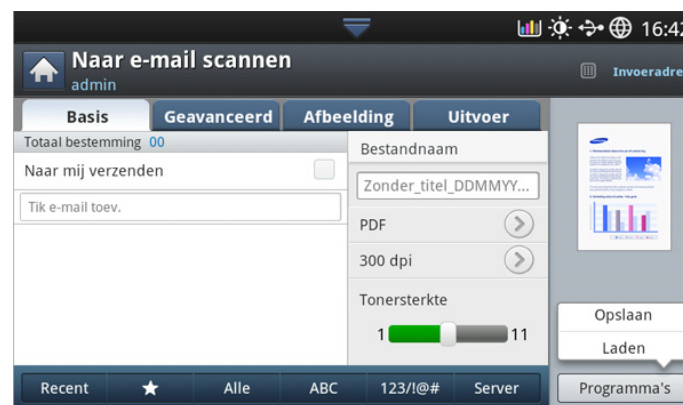 16:42
Naar e-mail scannen
admin
Invoeradre
Basis Geavanceerd Afbeelding Uitvoer
Totaal bestemming 00
Bestandnaam
Naar mij verzenden
Zonder_titel_DDMMYY...
Tik e-mail toev.
PDF
300 dpi
Tonersterkte
1 11
Opslaan
Laden
Recent ★ Alle ABC 123/!@# Server Programma's